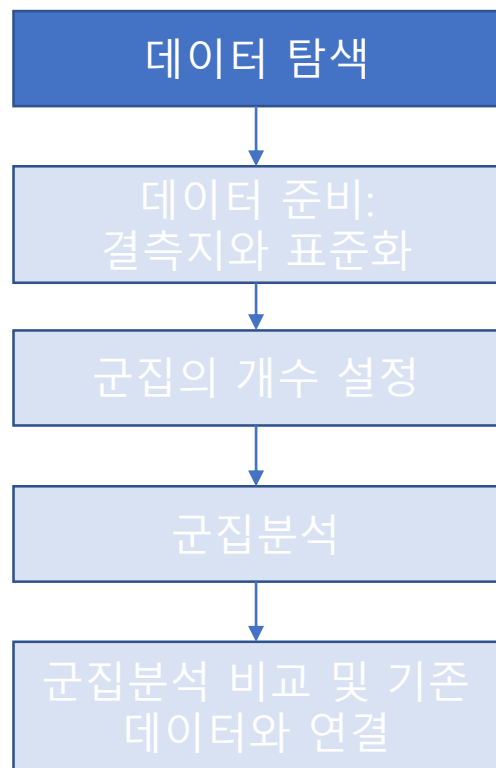 데이터 탐색
데이터 준비:
결측지와 표준화
군집의 개수 설정
군집분석
군집분석 비교 및 기존
데이터와 연결